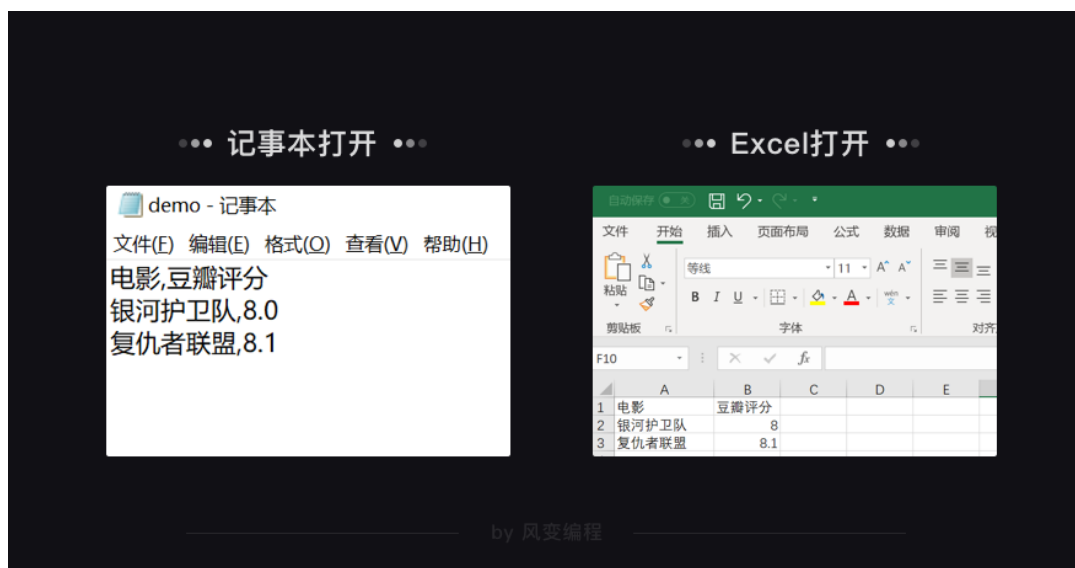 记事本打开
Excel打开
demo - 记事本
文件(F) 编辑(E) 格式(O) 查看(V) 帮助(H)
电影,豆瓣评分
银河护卫队,8.0
复仇者联盟,8.1
自动保存
文件 开始 插入 页面布局 公式 数据 审阅 视
粘贴
等线 11 A^ A˅
B I U A wén 文
剪贴板 字体 对齐
F10 fx
A B C D E
1 电影 豆瓣评分
2 银河护卫队 8
3 复仇者联盟 8.1
by 风变编程